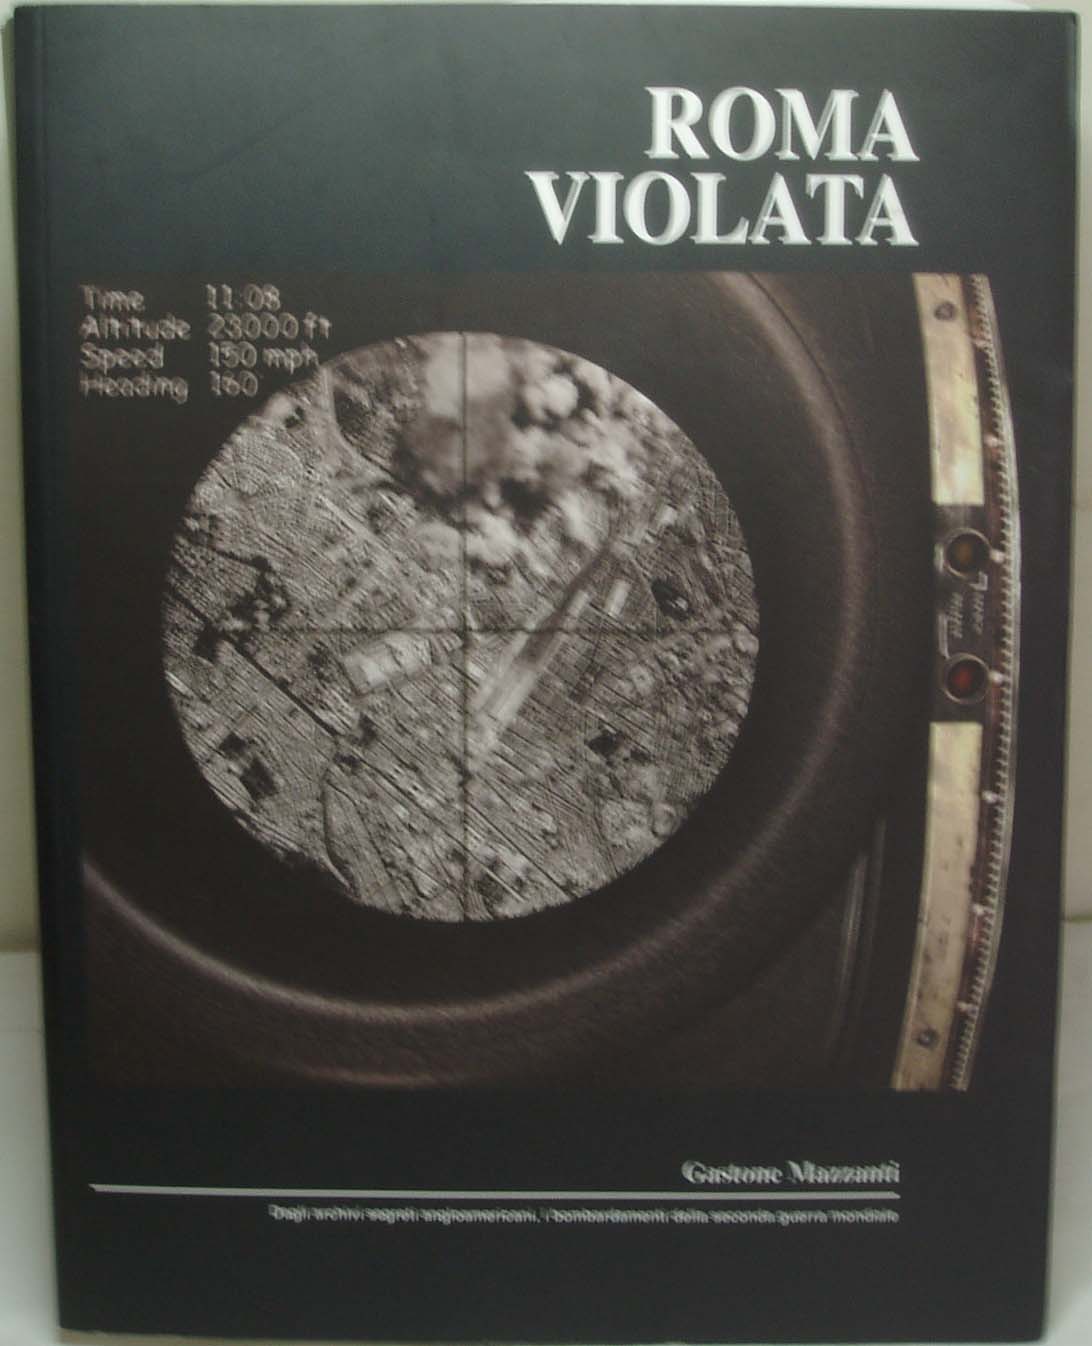 ROMA
VIOLATA
Time 11:08
Altitude 23000 ft
Speed 150 mph
Heading 160
Gastone Mazzanti
Dagli archivi segreti angloamericani, i bombardamenti della seconda guerra mondiale